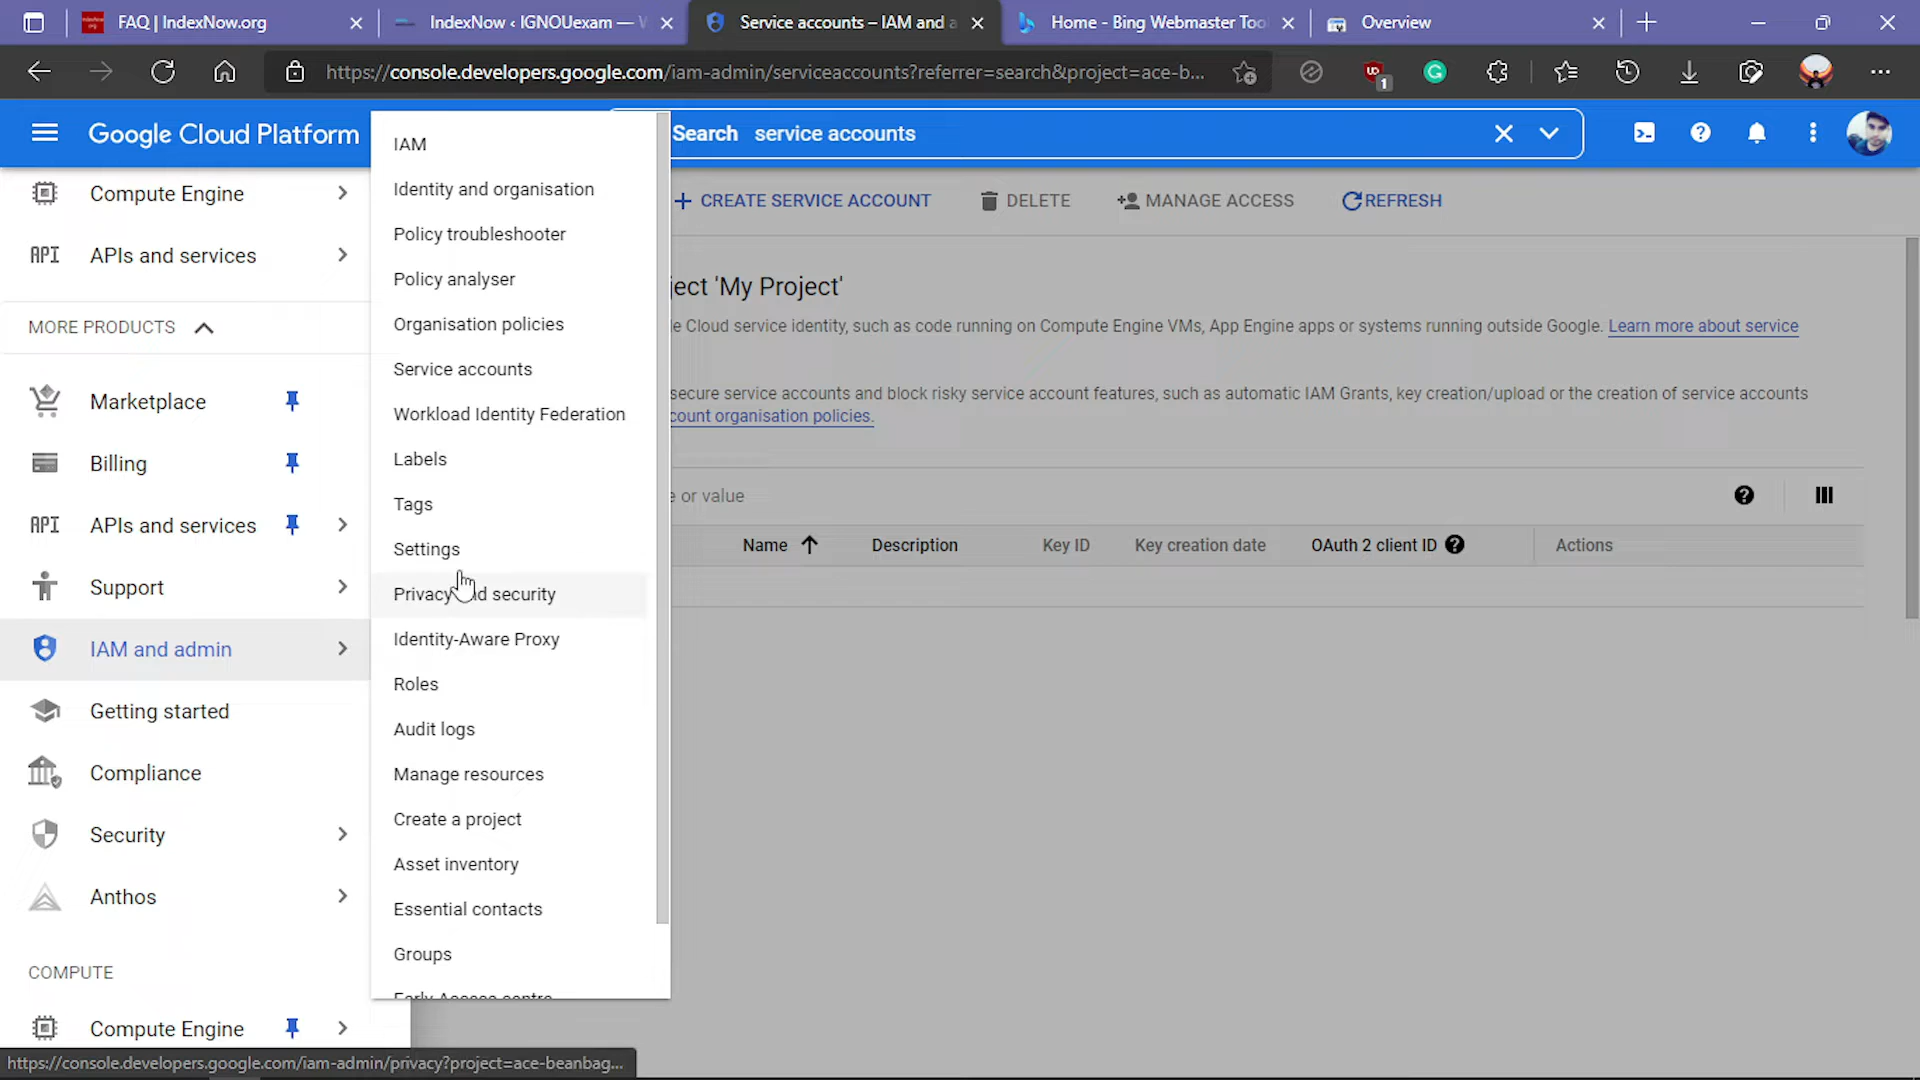 FAQ | IndexNow.org
IndexNow ‹ IGNOUexam — W
Service accounts – IAM and a
Home - Bing Webmaster Too
Overview
https://console.developers.google.com/iam-admin/serviceaccounts?referrer=search&project=ace-b...
1
Google Cloud Platform
Search service accounts
Compute Engine
API APIs and services
MORE PRODUCTS
Marketplace
Billing
API APIs and services
Support
IAM and admin
Getting started
Compliance
Security
Anthos
COMPUTE
Compute Engine
IAM
Identity and organisation
Policy troubleshooter
Policy analyser
Organisation policies
Service accounts
Workload Identity Federation
Labels
Tags
Settings
Privacy and security
Identity-Aware Proxy
Roles
Audit logs
Manage resources
Create a project
Asset inventory
Essential contacts
Groups
Early Access centre
CREATE SERVICE ACCOUNT DELETE MANAGE ACCESS REFRESH
ject 'My Project'
le Cloud service identity, such as code running on Compute Engine VMs, App Engine apps or systems running outside Google. Learn more about service
secure service accounts and block risky service account features, such as automatic IAM Grants, key creation/upload or the creation of service accounts
count organisation policies.
e or value
Name Description Key ID Key creation date OAuth 2 client ID Actions
https://console.developers.google.com/iam-admin/privacy?project=ace-beanbag...